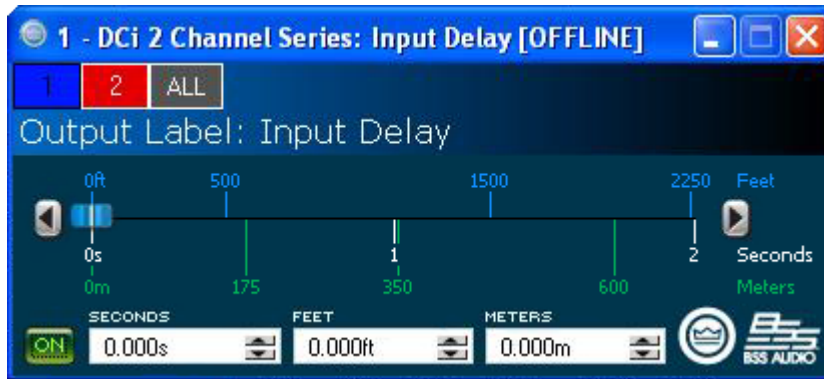 1 - DCi 2 Channel Series: Input Delay [OFFLINE]
1 2 ALL
Output Label: Input Delay
0ft 500 1500 2250 Feet
0s 1 2 Seconds
0m 175 350 600 Meters
SECONDS FEET METERS
ON 0.000s 0.000ft 0.000m
BSS AUDIO